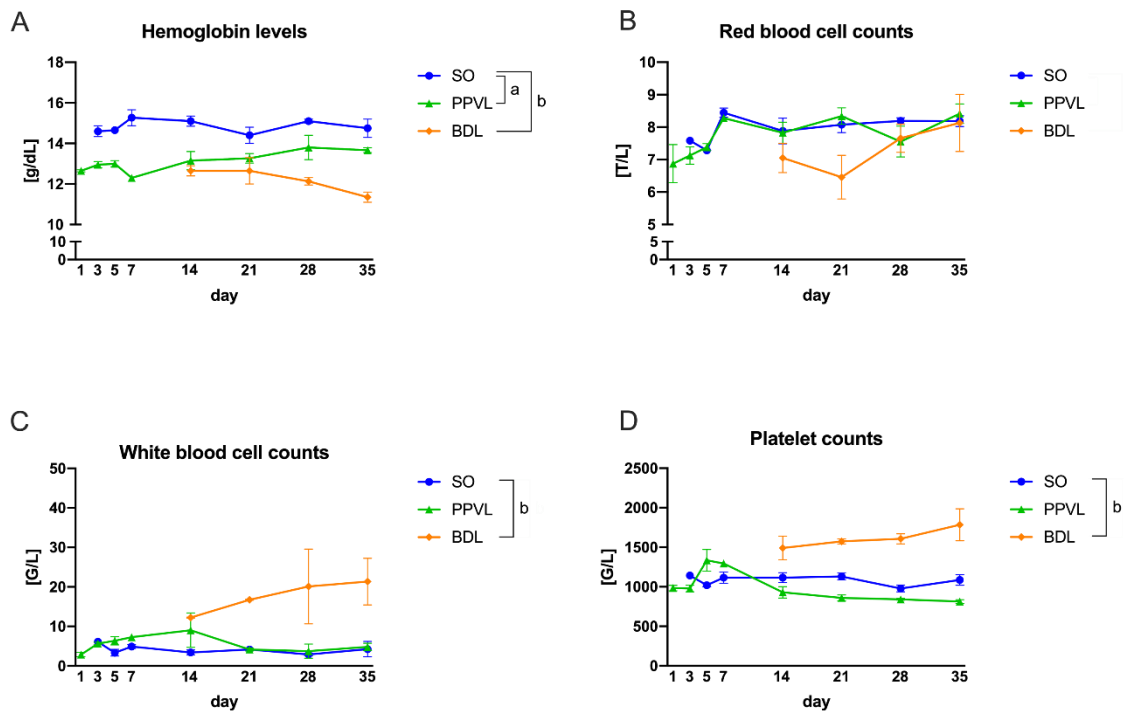 A
Hemoglobin levels
18
16
14
12
10
10
0
[g/dL]
1 3 5 7 14 21 28 35
day
SO
PPVL
BDL
a
b
B
Red blood cell counts
10
9
8
7
6
5
5
0
[T/L]
1 3 5 7 14 21 28 35
day
SO
PPVL
BDL
C
White blood cell counts
50
40
30
20
10
0
[G/L]
1 3 5 7 14 21 28 35
day
SO
PPVL
BDL
b
D
Platelet counts
2500
2000
1500
1000
500
0
[G/L]
1 3 5 7 14 21 28 35
day
SO
PPVL
BDL
b